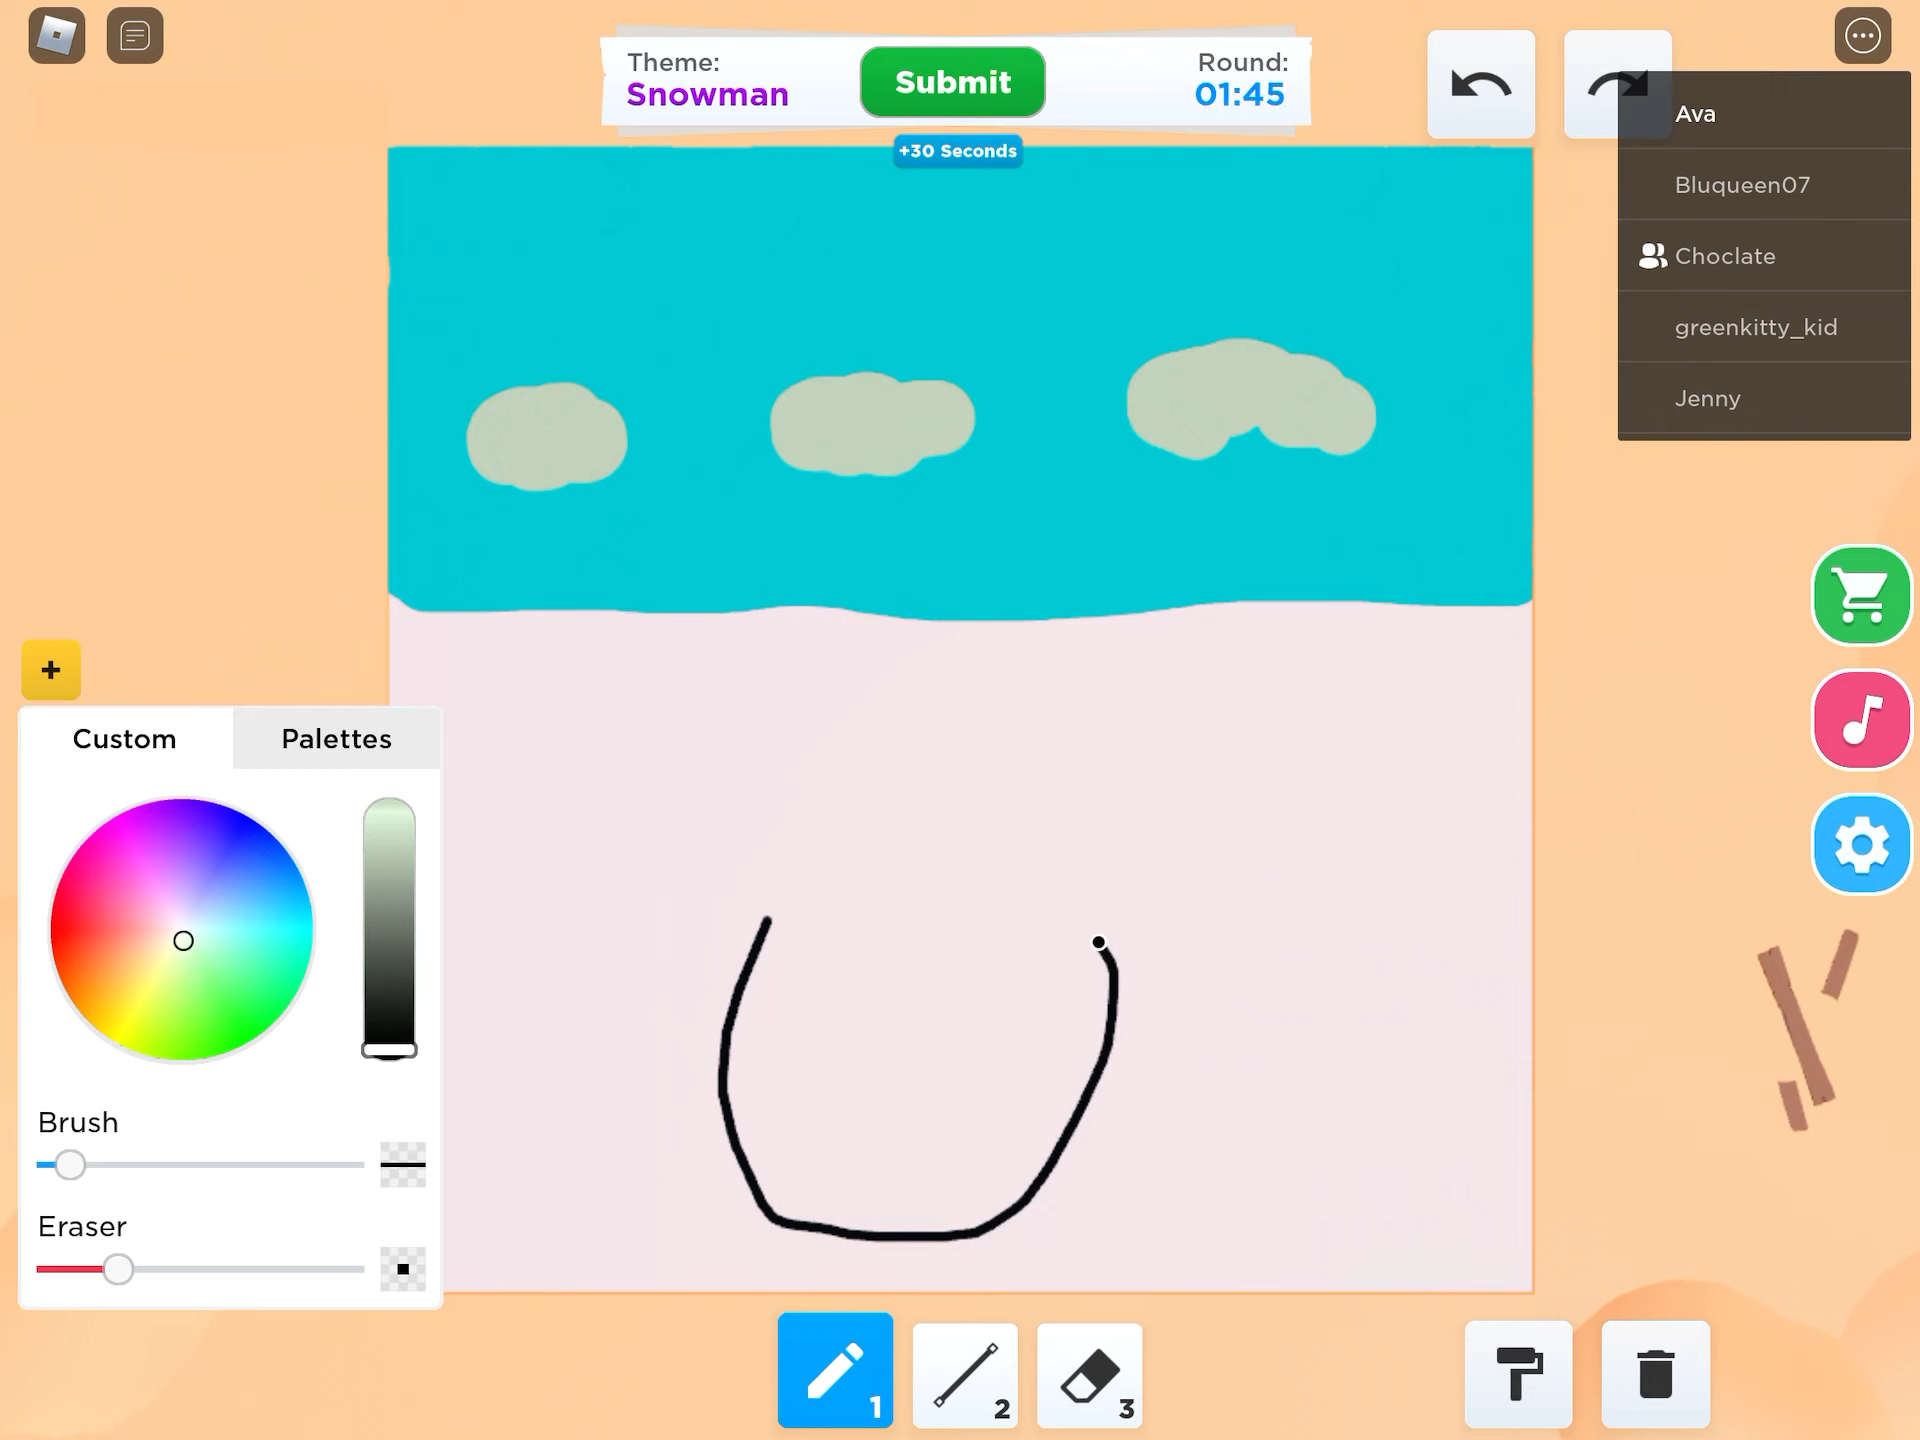 Theme:
Snowman
Submit
Round:
01:45
+30 Seconds
Ava
Bluqueen07
Choclate
greenkitty_kid
Jenny
+
Custom
Palettes
Brush
Eraser
1
2
3